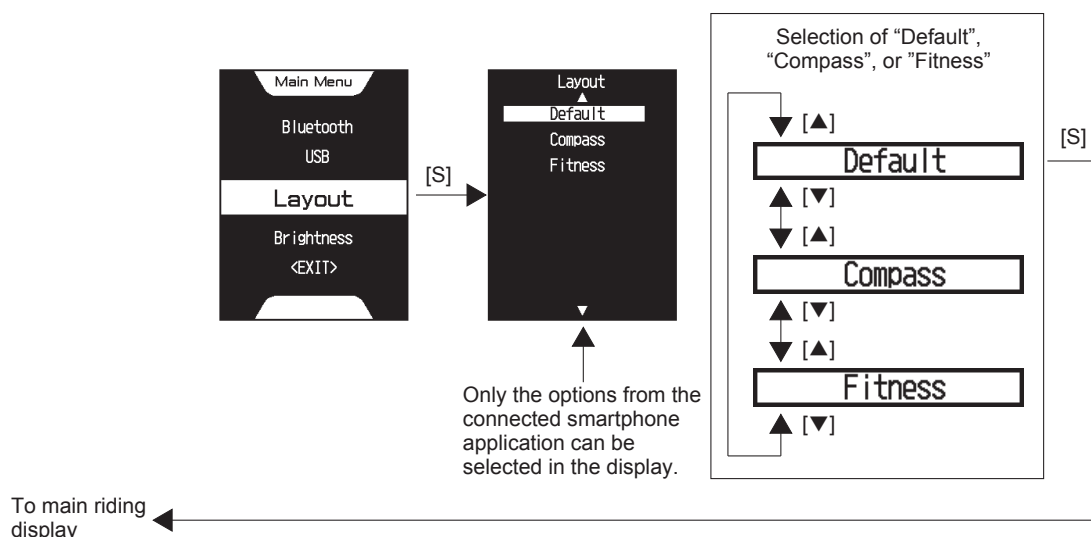 Selection of “Default”,
“Compass”, or ”Fitness”
Main Menu
Bluetooth
USB
Layout
Brightness
<EXIT>
[S]
Layout
▲
Default
Compass
Fitness
▼
Only the options from the
connected smartphone
application can be
selected in the display.
[▲]
Default
[▼]
[▲]
Compass
[▼]
[▲]
Fitness
[▼]
[S]
To main riding
display